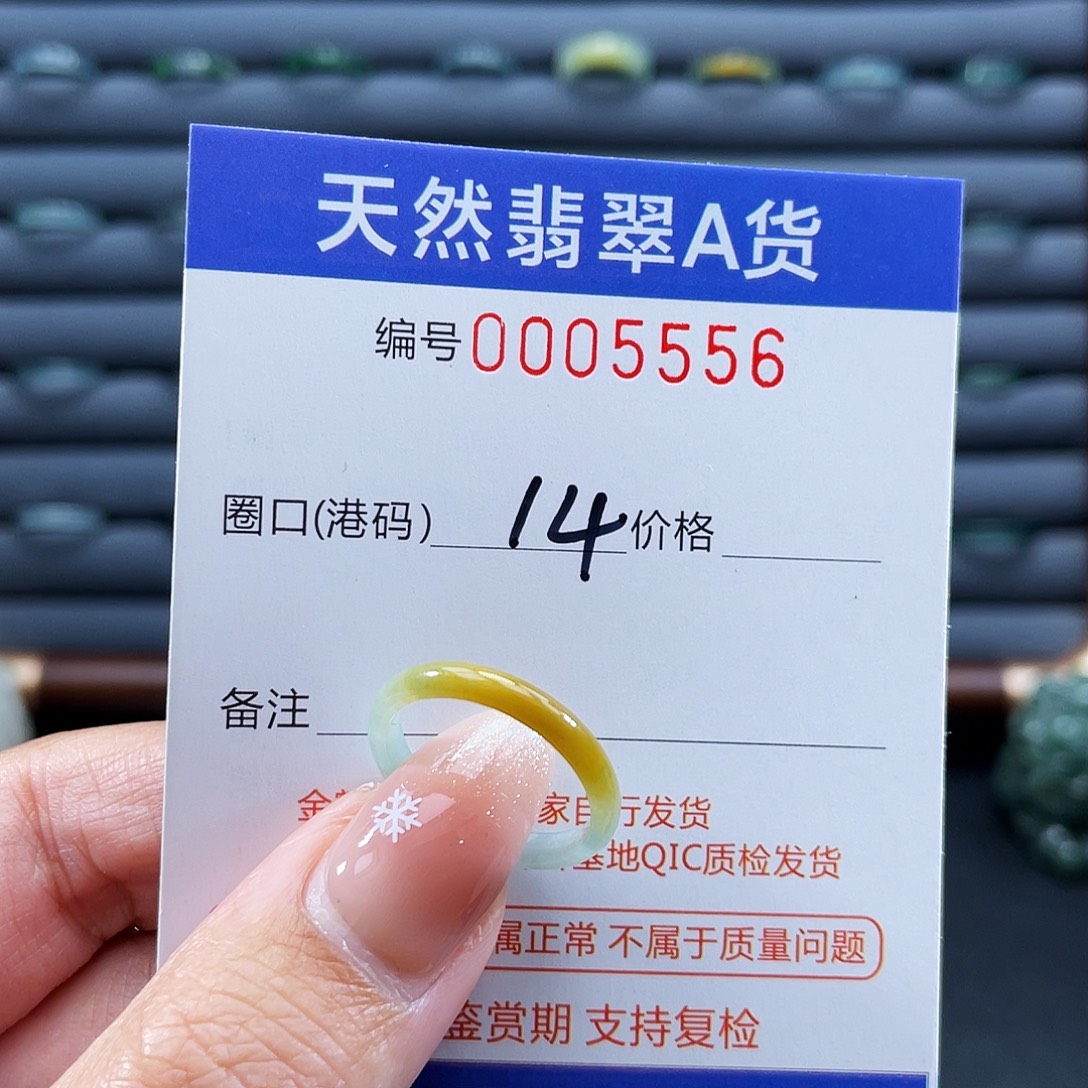 天然翡翠A货
编号0005556
圈口(港码) 14 价格
备注
金 家自行发货
基地QIC质检发货
属正常 不属于质量问题
鉴赏期 支持复检